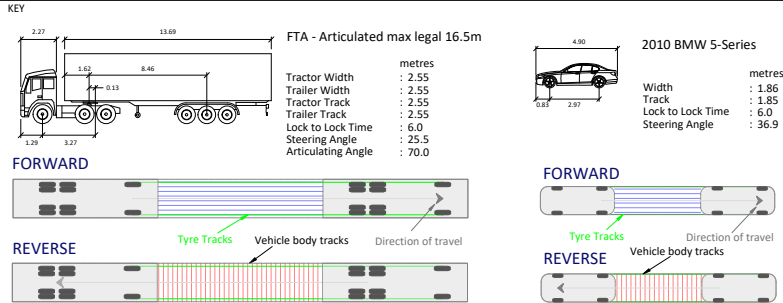 KEY
2.27
13.69
1.62
8.46
0.13
1.29
3.27
FTA - Articulated max legal 16.5m
metres
Tractor Width : 2.55
Trailer Width : 2.55
Tractor Track : 2.55
Trailer Track : 2.55
Lock to Lock Time : 6.0
Steering Angle : 25.5
Articulating Angle : 70.0
4.90
0.83
2.97
2010 BMW 5-Series
metres
Width : 1.86
Track : 1.85
Lock to Lock Time : 6.0
Steering Angle : 36.9
FORWARD
Tyre Tracks
Direction of travel
REVERSE
Vehicle body tracks
FORWARD
Tyre Tracks
Direction of travel
REVERSE
Vehicle body tracks